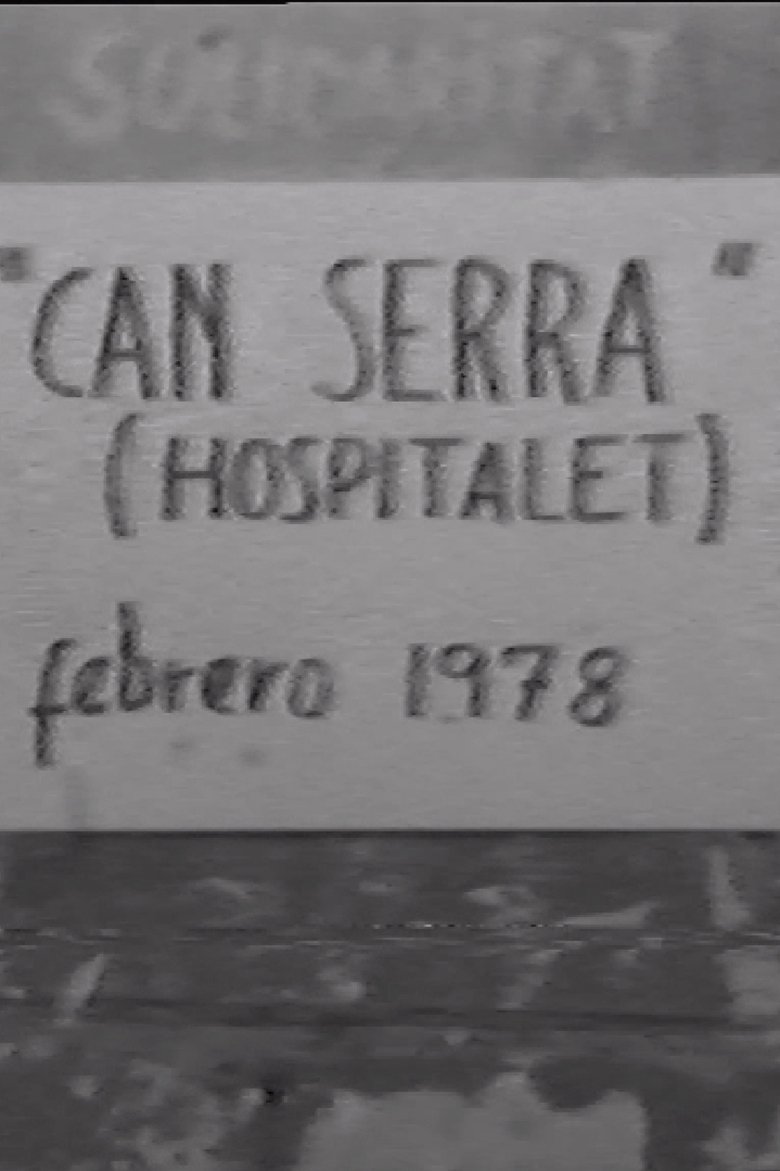 "CAN SERRA"
(HOSPITALET)
febrero 1978